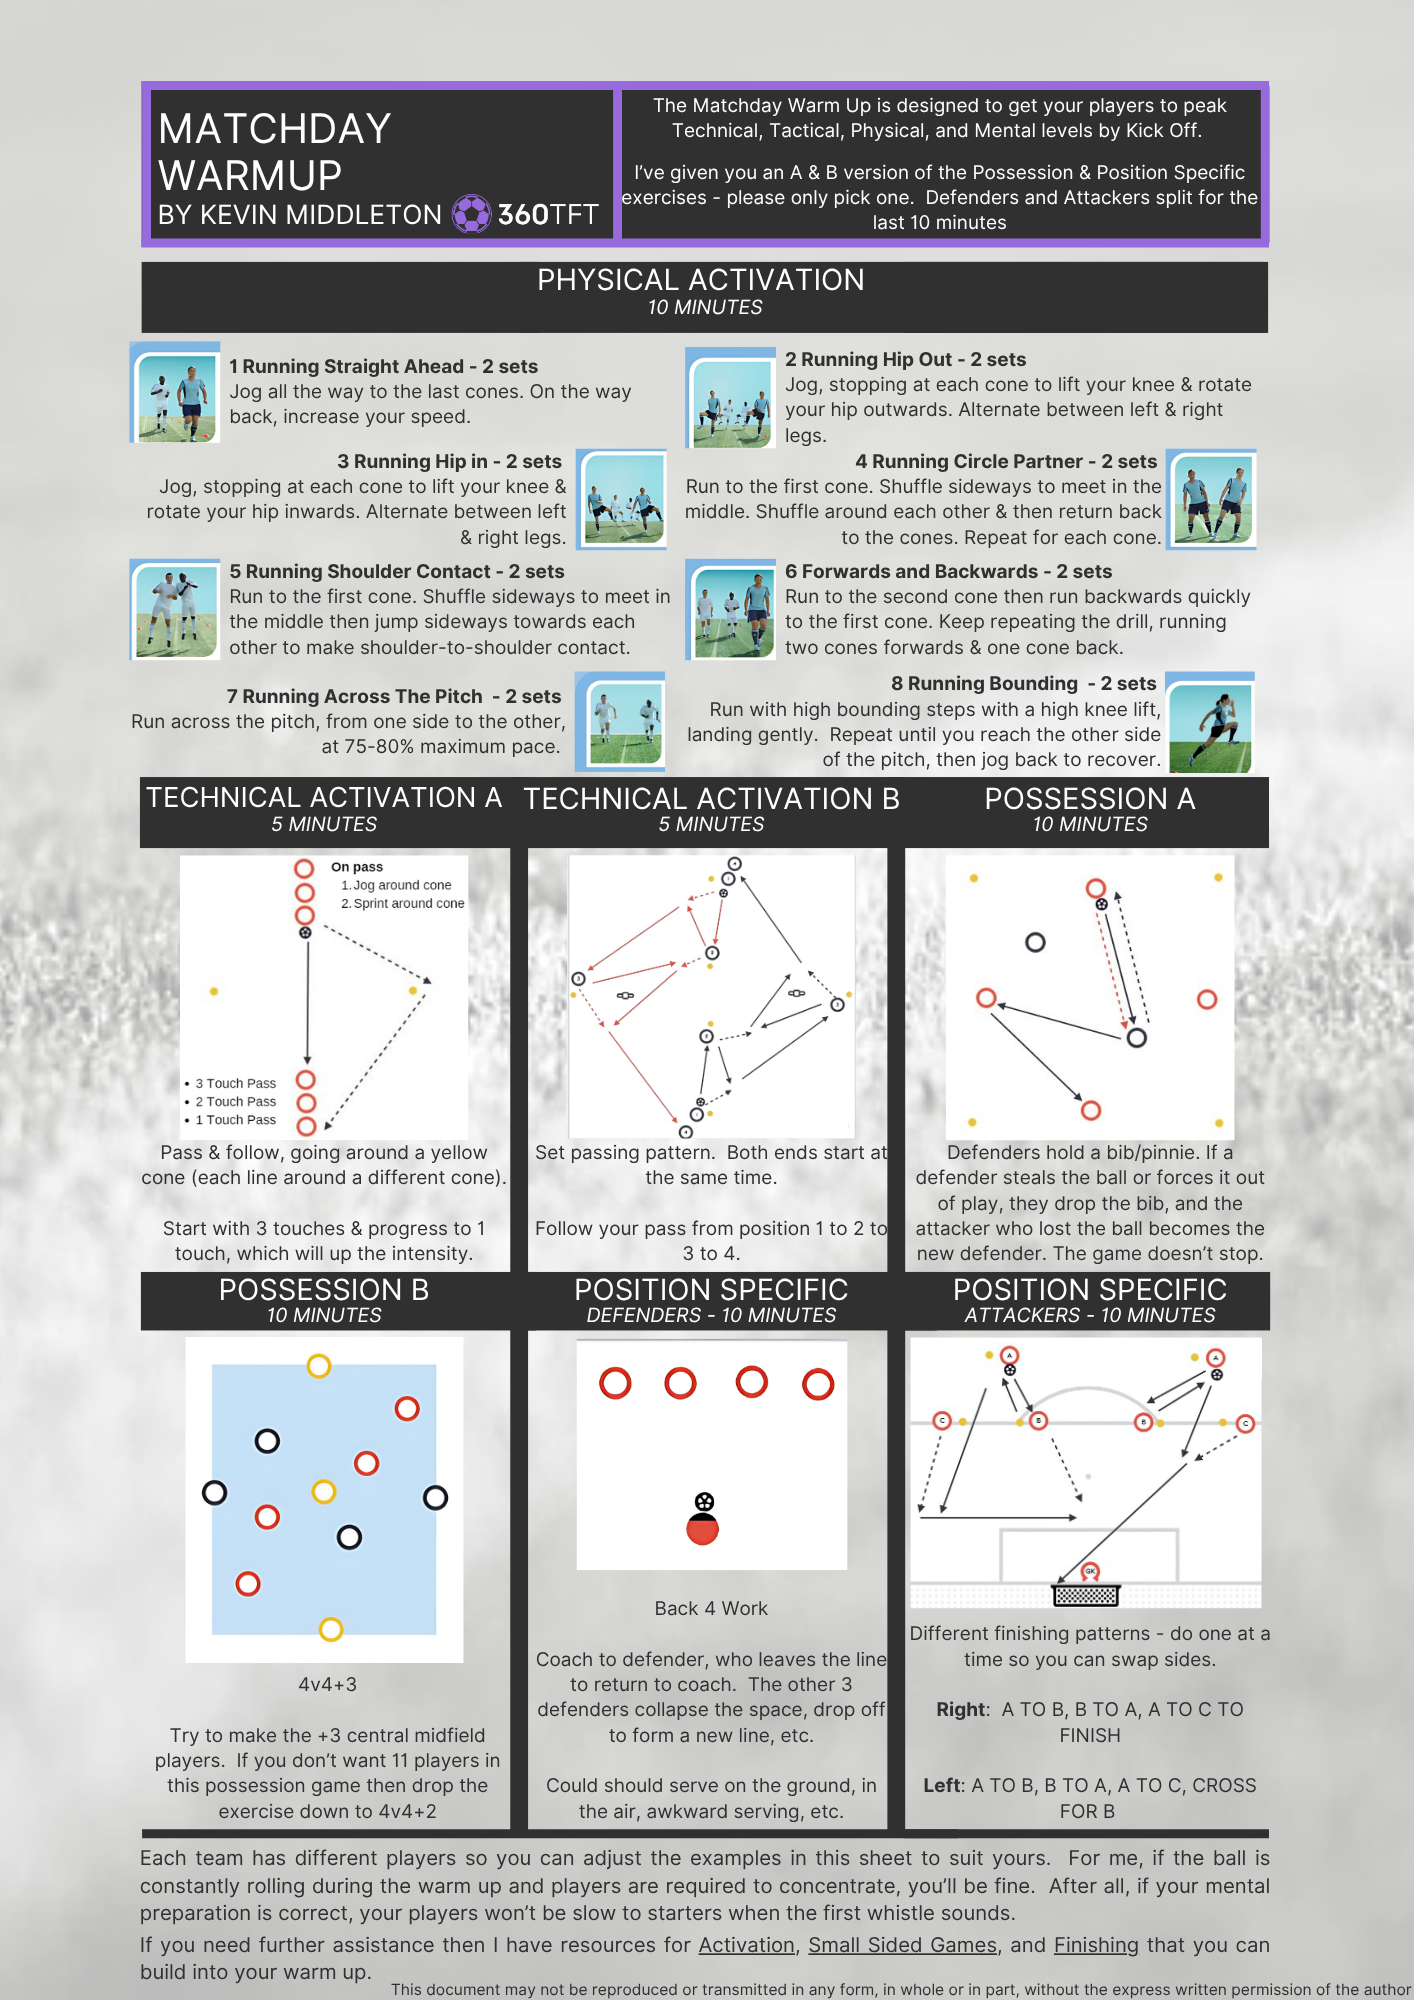 MATCHDAY
WARMUP
BY KEVIN MIDDLETON 360TFT
The Matchday Warm Up is designed to get your players to peak
Technical, Tactical, Physical, and Mental levels by Kick Off.
I've given you an A & B version of the Possession & Position Specific
exercises - please only pick one. Defenders and Attackers split for the
last 10 minutes
PHYSICAL ACTIVATION
10 MINUTES
1 Running Straight Ahead - 2 sets
Jog all the way to the last cones. On the way
back, increase your speed.
2 Running Hip Out - 2 sets
Jog, stopping at each cone to lift your knee & rotate
your hip outwards. Alternate between left & right
legs.
3 Running Hip in - 2 sets
Jog, stopping at each cone to lift your knee &
rotate your hip inwards. Alternate between left
& right legs.
4 Running Circle Partner - 2 sets
Run to the first cone. Shuffle sideways to meet in the
middle. Shuffle around each other & then return back
to the cones. Repeat for each cone.
5 Running Shoulder Contact - 2 sets
Run to the first cone. Shuffle sideways to meet in
the middle then jump sideways towards each
other to make shoulder-to-shoulder contact.
6 Forwards and Backwards - 2 sets
Run to the second cone then run backwards quickly
to the first cone. Keep repeating the drill, running
two cones forwards & one cone back.
7 Running Across The Pitch - 2 sets
Run across the pitch, from one side to the other,
at 75-80% maximum pace.
8 Running Bounding - 2 sets
Run with high bounding steps with a high knee lift,
landing gently. Repeat until you reach the other side
of the pitch, then jog back to recover.
TECHNICAL ACTIVATION A
5 MINUTES
On pass
1. Jog around cone
2. Sprint around cone
• 3 Touch Pass
• 2 Touch Pass
• 1 Touch Pass
Pass & follow, going around a yellow
cone (each line around a different cone).
Start with 3 touches & progress to 1
touch, which will up the intensity.
TECHNICAL ACTIVATION B
5 MINUTES
Set passing pattern. Both ends start at
the same time.
Follow your pass from position 1 to 2 to
3 to 4.
POSSESSION A
10 MINUTES
Defenders hold a bib/pinnie. If a
defender steals the ball or forces it out
of play, they drop the bib, and the
attacker who lost the ball becomes the
new defender. The game doesn't stop.
POSSESSION B
10 MINUTES
4v4+3
Try to make the +3 central midfield
players. If you don't want 11 players in
this possession game then drop the
exercise down to 4v4+2
POSITION SPECIFIC
DEFENDERS - 10 MINUTES
Back 4 Work
Coach to defender, who leaves the line
to return to coach. The other 3
defenders collapse the space, drop off
to form a new line, etc.
Could should serve on the ground, in
the air, awkward serving, etc.
POSITION SPECIFIC
ATTACKERS - 10 MINUTES
A
A
C
B
B
C
GK
Different finishing patterns - do one at a
time so you can swap sides.
Right: A TO B, B TO A, A TO C TO
FINISH
Left: A TO B, B TO A, A TO C, CROSS
FOR B
Each team has different players so you can adjust the examples in this sheet to suit yours. For me, if the ball is
constantly rolling during the warm up and players are required to concentrate, you'll be fine. After all, if your mental
preparation is correct, your players won't be slow to starters when the first whistle sounds.
If you need further assistance then I have resources for Activation, Small Sided Games, and Finishing that you can
build into your warm up.
This document may not be reproduced or transmitted in any form, in whole or in part, without the express written permission of the author